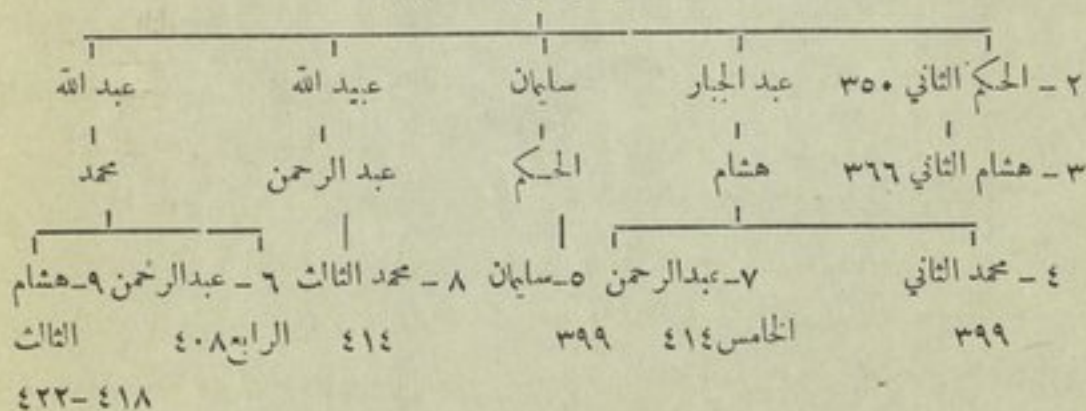 ٢ - الحكم الثاني ٣٥٠ عبد الجبار سليمان عبيد الله عبد الله
٣ - هشام الثاني ٣٦٦ هشام الحكم عبد الرحمن محمد
٤ - محمد الثاني ٧-عبدالرحمن ٥-سليمان ٨ - محمد الثالث ٦ - عبدالرحمن ٩-هشام
٣٩٩ الخامس ٤١٤ ٣٩٩ ٤١٤ الرابع ٤٠٨ الثالث
٤١٨-٤٢٢